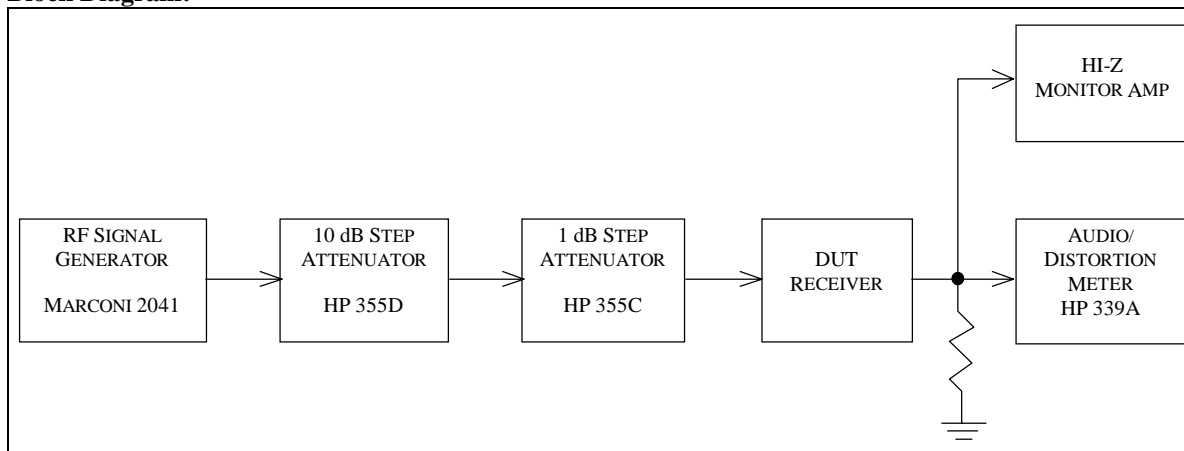 Block Diagram:
HI-Z
MONITOR AMP
RF SIGNAL
GENERATOR
MARCONI 2041
10 dB STEP
ATTENUATOR
HP 355D
1 dB STEP
ATTENUATOR
HP 355C
DUT
RECEIVER
AUDIO/
DISTORTION
METER
HP 339A